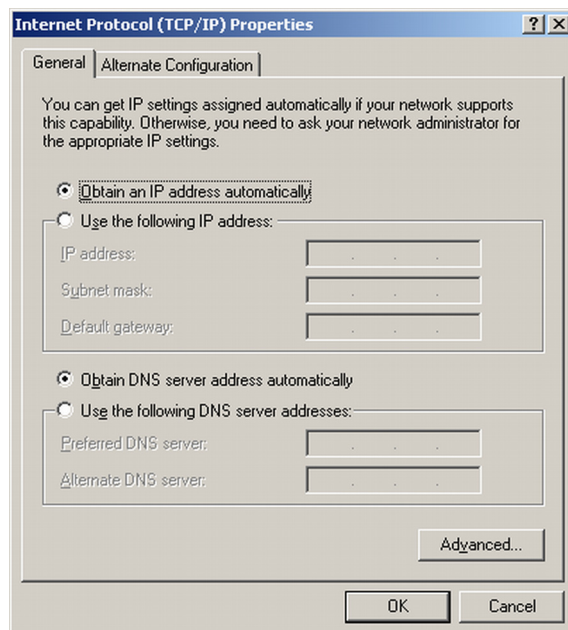 Internet Protocol (TCP/IP) Properties
General
Alternate Configuration
You can get IP settings assigned automatically if your network supports
this capability. Otherwise, you need to ask your network administrator for
the appropriate IP settings.
Obtain an IP address automatically
Use the following IP address:
IP address:
Subnet mask:
Default gateway:
Obtain DNS server address automatically
Use the following DNS server addresses:
Preferred DNS server:
Alternate DNS server:
Advanced...
OK
Cancel